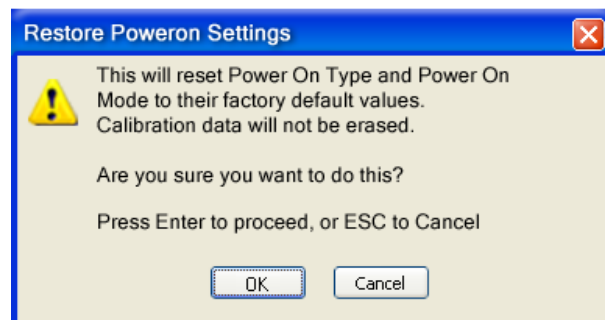 Restore Poweron Settings
This will reset Power On Type and Power On
Mode to their factory default values.
Calibration data will not be erased.
Are you sure you want to do this?
Press Enter to proceed, or ESC to Cancel
OK
Cancel